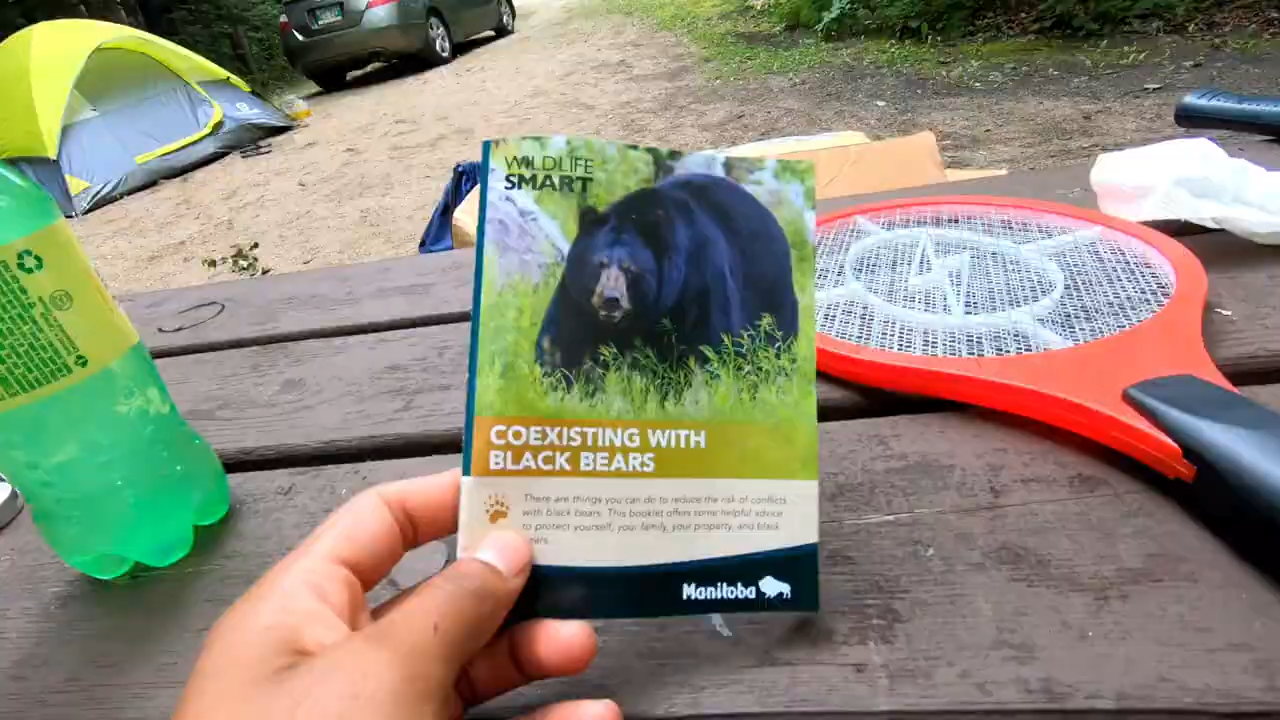 WILDLIFE
SMART
COEXISTING WITH
BLACK BEARS
There are things you can do to reduce the risk of conflicts
with black bears. This booklet offers some helpful advice
to protect yourself, your family, your property, and black
Manitoba